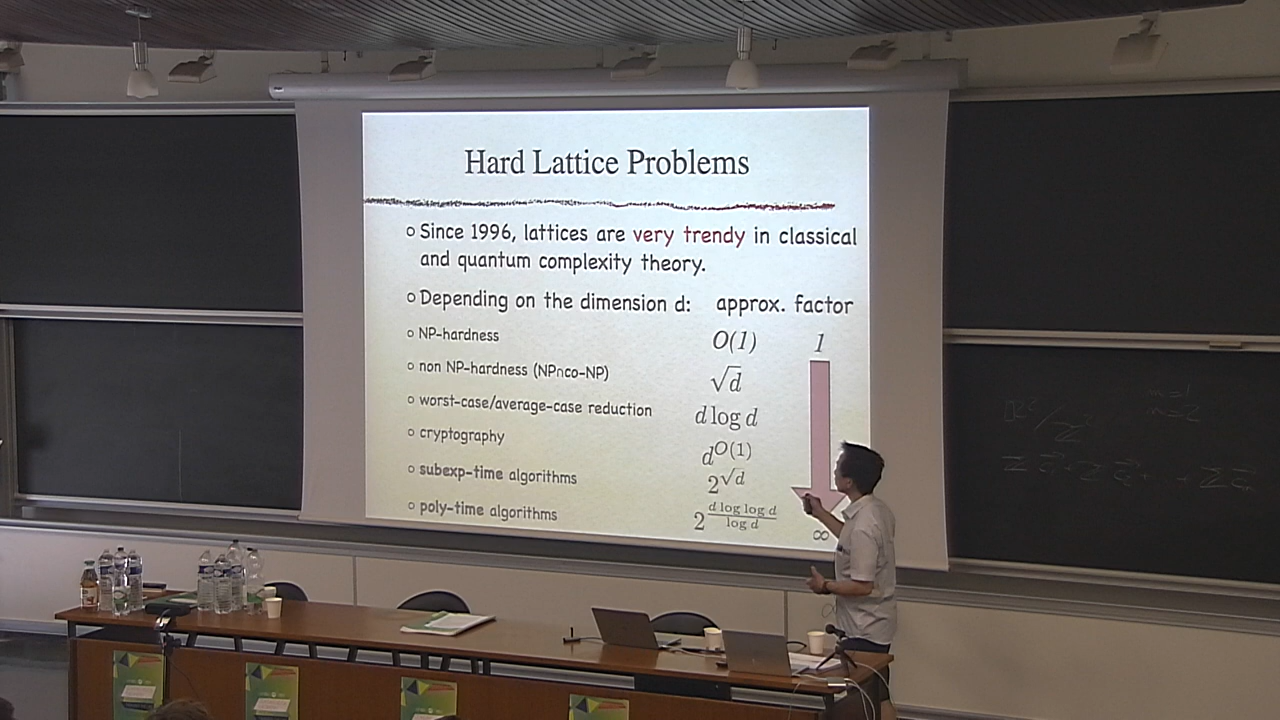 Hard Lattice Problems
Since 1996, lattices are very trendy in classical
and quantum complexity theory.
Depending on the dimension d: approx. factor
NP-hardness O(1) 1
non NP-hardness (NP∩co-NP) √d
worst-case/average-case reduction d log d
cryptography d^O(1)
subexp-time algorithms 2^√d
poly-time algorithms 2^(d log log d / log d)
∞